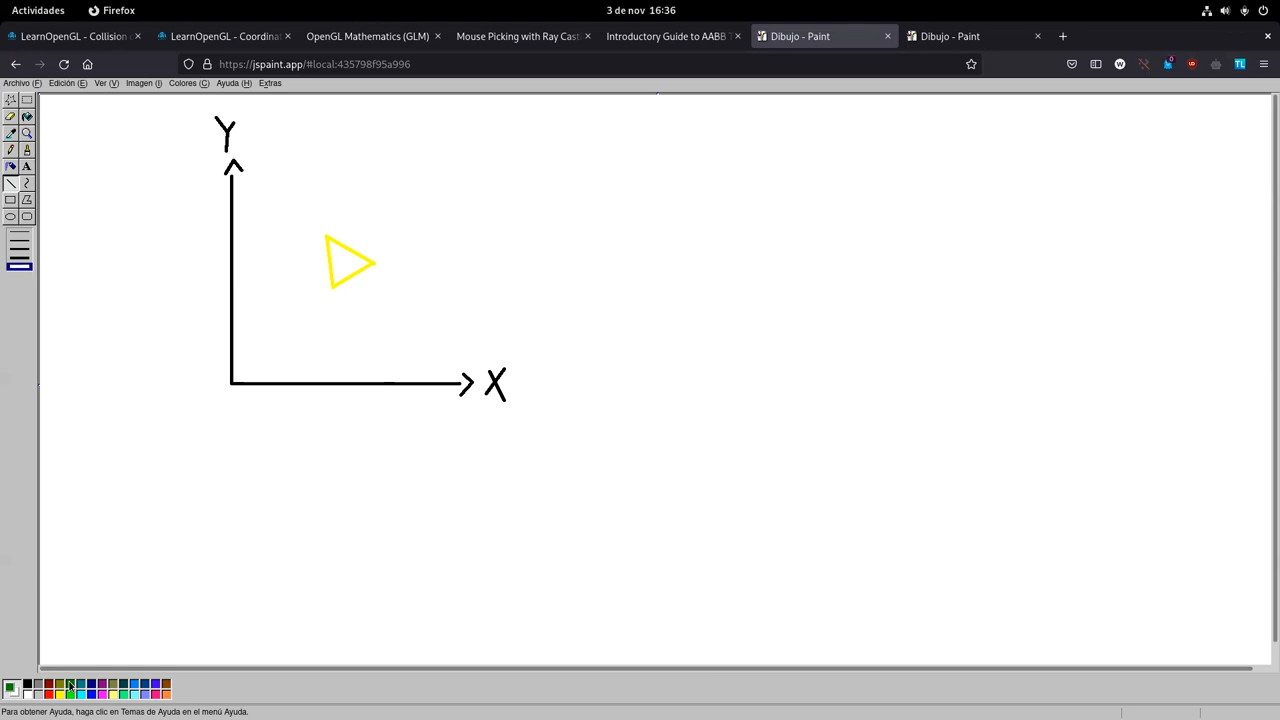 Actividades
Firefox
3 de nov 16:36
LearnOpenGL - Collision
LearnOpenGL - Coordinat
OpenGL Mathematics (GLM)
Mouse Picking with Ray Casti
Introductory Guide to AABB T
Dibujo - Paint
Dibujo - Paint
https://jspaint.app/#local:435798f95a996
Archivo (F)
Edición (E)
Ver (V)
Imagen (I)
Colores (C)
Ayuda (H)
Extras
Y
X
Para obtener Ayuda, haga clic en Temas de Ayuda en el menú Ayuda.